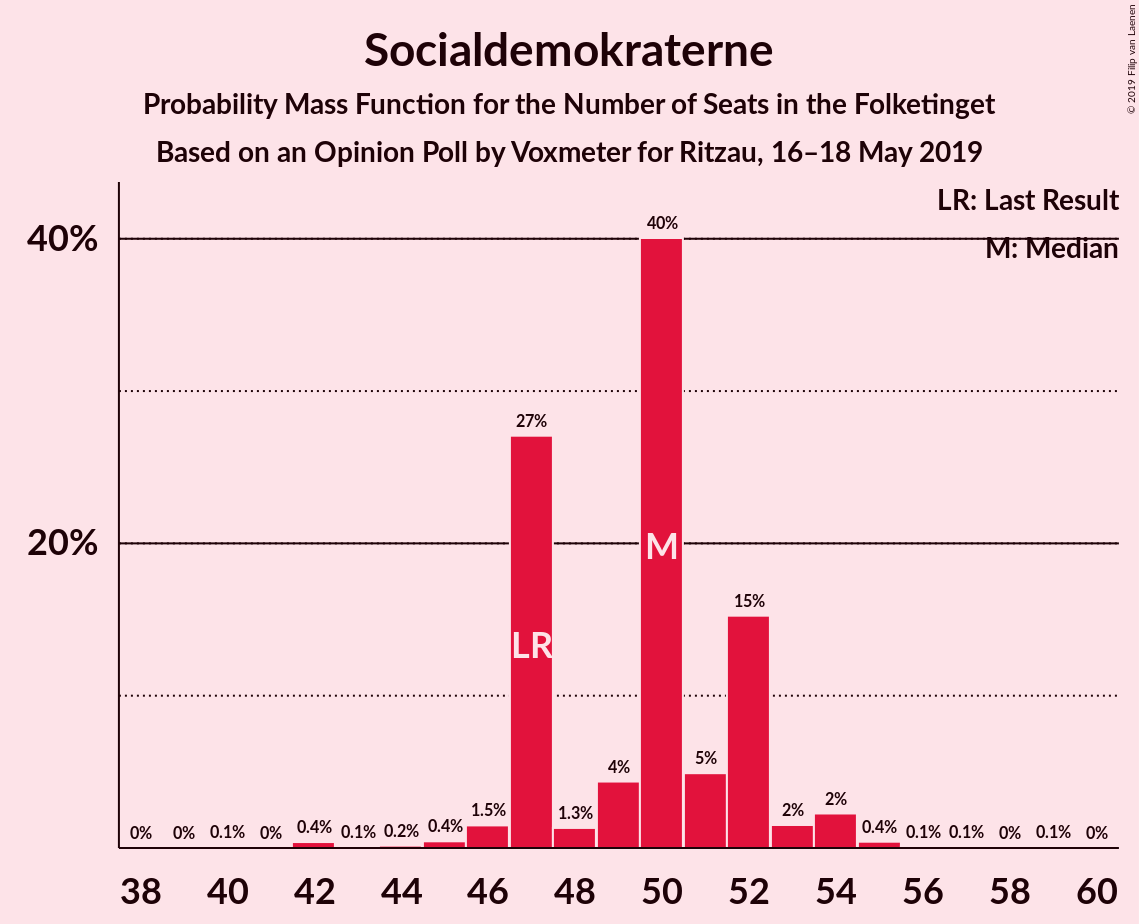 Socialdemokraterne
Probability Mass Function for the Number of Seats in the Folketinget
Based on an Opinion Poll by Voxmeter for Ritzau, 16–18 May 2019
© 2019 Filip van Laenen
LR: Last Result
M: Median
40%
20%
0% 0% 0.1% 0% 0.4% 0.1% 0.2% 0.4% 1.5% 27% 1.3% 4% 40% 5% 15% 2% 2% 0.4% 0.1% 0.1% 0% 0.1% 0%
LR
M
38 40 42 44 46 48 50 52 54 56 58 60